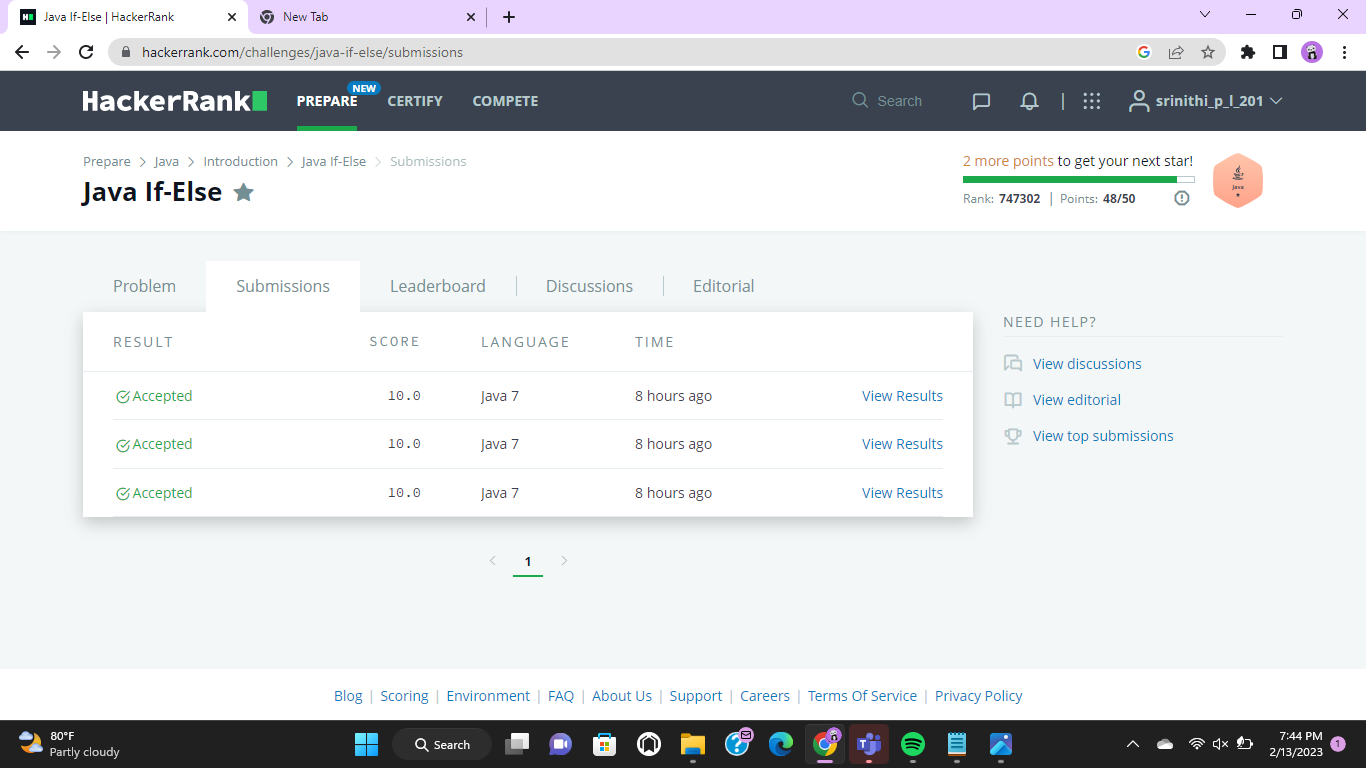 Java If-Else | HackerRank
New Tab
hackerrank.com/challenges/java-if-else/submissions
HackerRank
PREPARE
NEW
CERTIFY
COMPETE
Search
srinithi_p_l_201
Prepare > Java > Introduction > Java If-Else > Submissions
Java If-Else
2 more points to get your next star!
Rank: 747302 | Points: 48/50
Java
Problem
Submissions
Leaderboard
Discussions
Editorial
RESULT SCORE LANGUAGE TIME
Accepted 10.0 Java 7 8 hours ago View Results
Accepted 10.0 Java 7 8 hours ago View Results
Accepted 10.0 Java 7 8 hours ago View Results
1
NEED HELP?
View discussions
View editorial
View top submissions
Blog | Scoring | Environment | FAQ | About Us | Support | Careers | Terms Of Service | Privacy Policy
80°F
Partly cloudy
Search
7:44 PM
2/13/2023
1